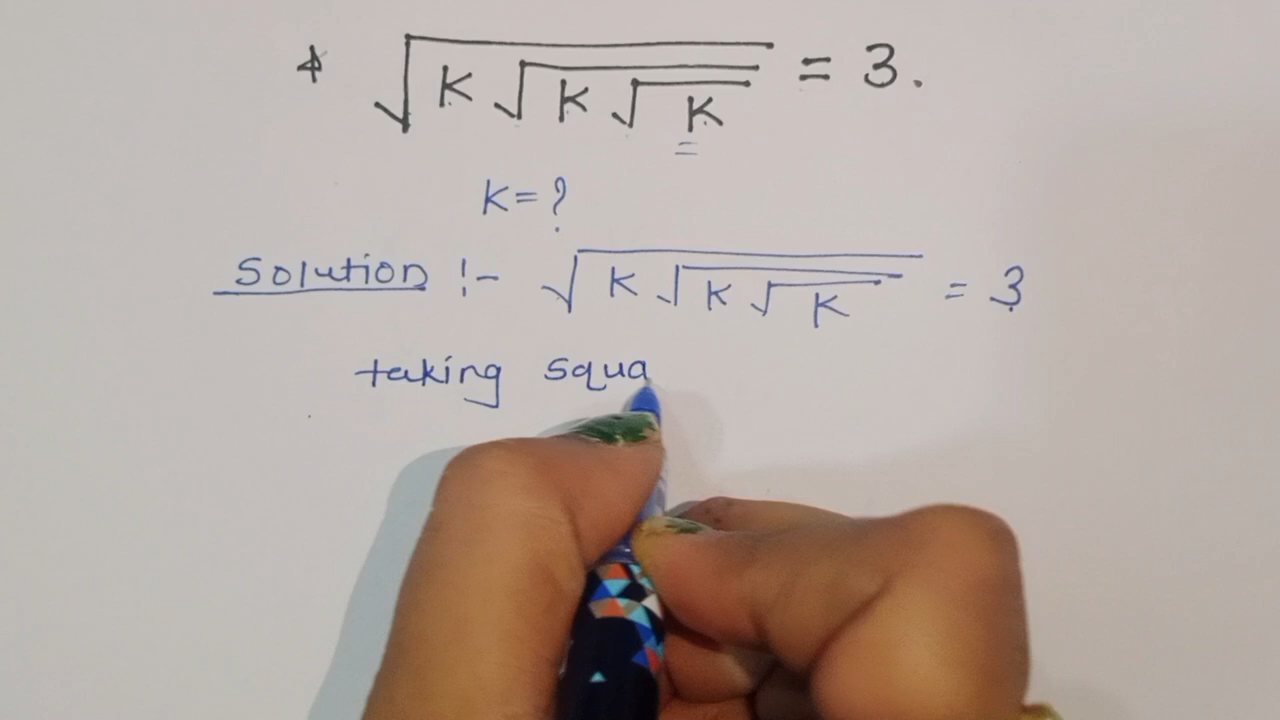 * √(K √(K √K)) = 3.
K = ?
Solution :- √(K √(K √K)) = 3
taking squa